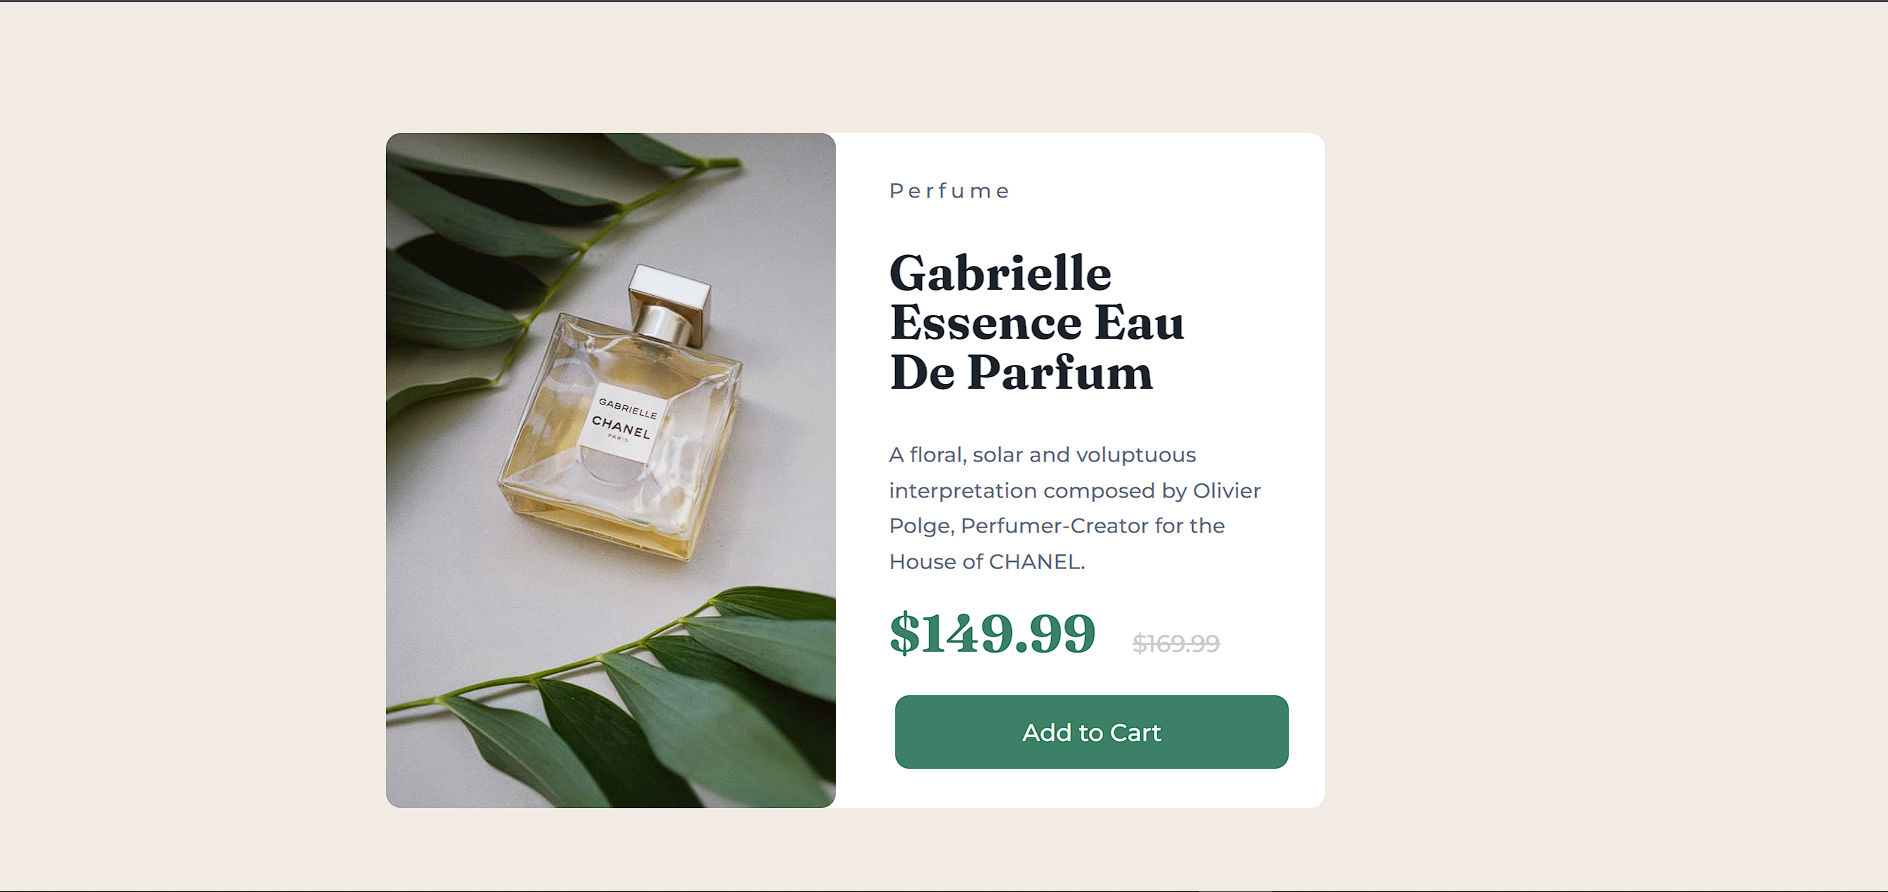 GABRIELLE
CHANEL
PARIS
Perfume
Gabrielle
Essence Eau
De Parfum
A floral, solar and voluptuous
interpretation composed by Olivier
Polge, Perfumer-Creator for the
House of CHANEL.
$149.99 $169.99
Add to Cart